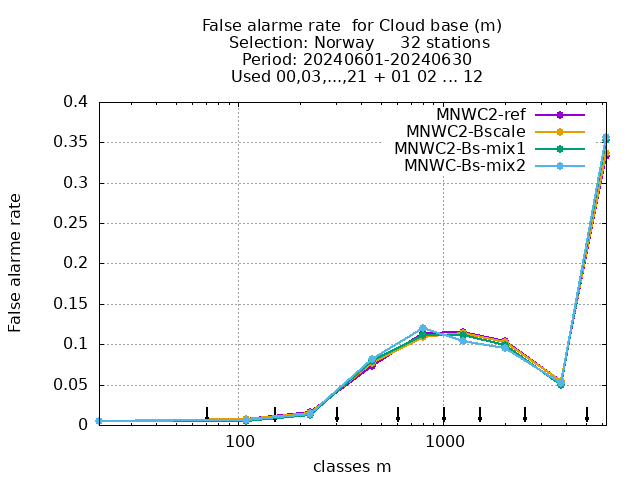 False alarme rate  for Cloud base (m)
Selection: Norway     32 stations
Period: 20240601-20240630
Used 00,03,...,21 + 01 02 ... 12
MNWC2-ref
MNWC2-Bscale
MNWC2-Bs-mix1
MNWC-Bs-mix2
0.4
0.35
0.3
0.25
0.2
0.15
0.1
0.05
0
False alarme rate
100 1000
classes m